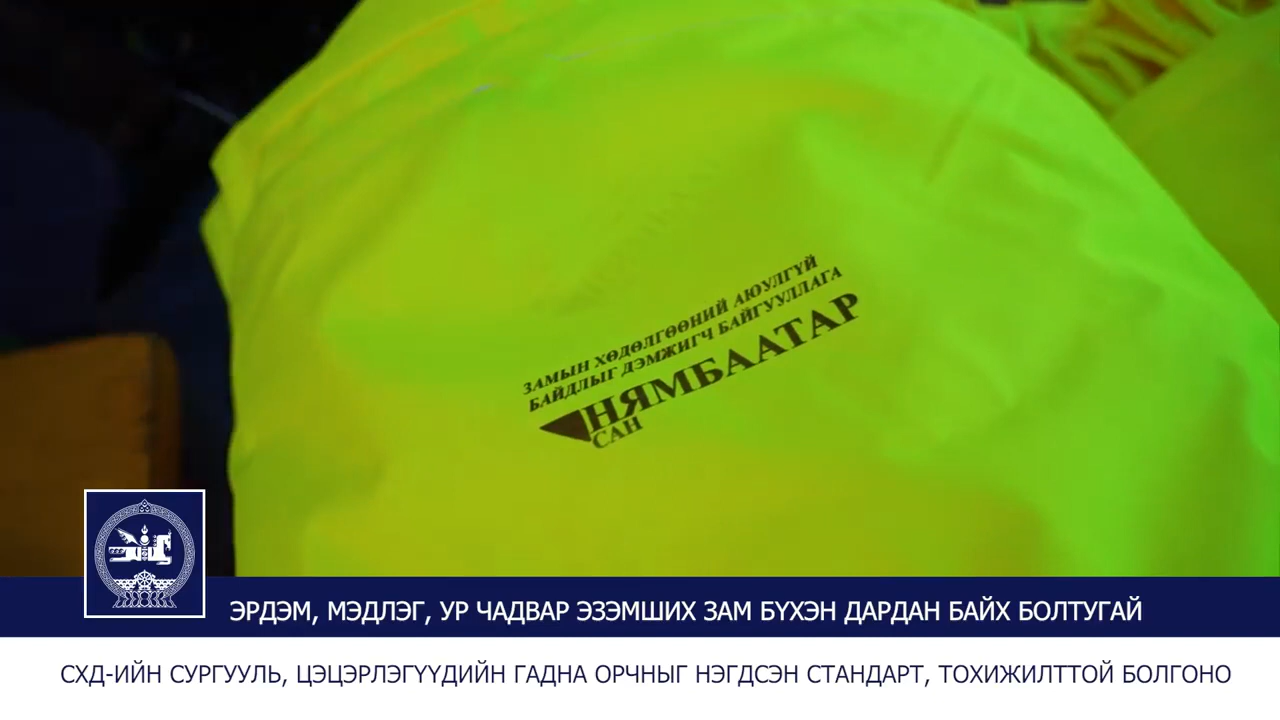 ЗАМЫН ХӨДӨЛГӨӨНИЙ АЮУЛГҮЙ
БАЙДЛЫГ ДЭМЖИГЧ БАЙГУУЛЛАГА
НЯМБААТАР
САН
ЭРДЭМ, МЭДЛЭГ, УР ЧАДВАР ЭЗЭМШИХ ЗАМ БҮХЭН ДАРДАН БАЙХ БОЛТУГАЙ
СХД-ИЙН СУРГУУЛЬ, ЦЭЦЭРЛЭГҮҮДИЙН ГАДНА ОРЧНЫГ НЭГДСЭН СТАНДАРТ, ТОХИЖИЛТТОЙ БОЛГОНО